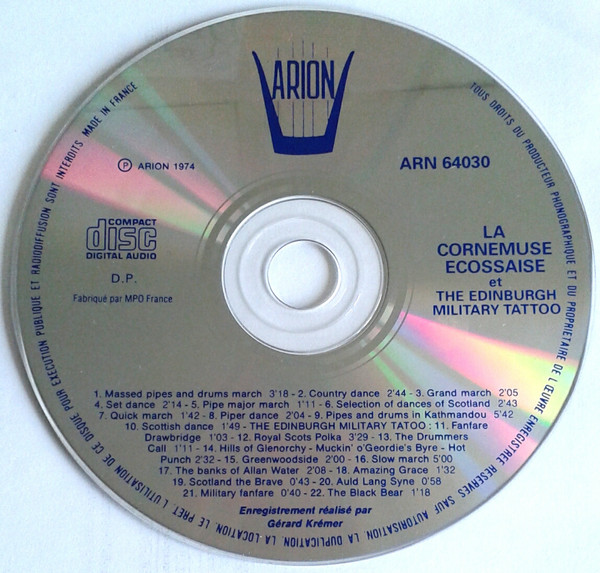 ARION
℗ ARION 1974
ARN 64030
COMPACT
disc
DIGITAL AUDIO
D.P.
Fabriqué par MPO France
LA
CORNEMUSE
ECOSSAISE
et
THE EDINBURGH
MILITARY TATTOO
1. Massed pipes and drums march 3'18 - 2. Country dance 2'44 - 3. Grand march 2'05
4. Set dance 2'14 - 5. Pipe major march 1'11 - 6. Selection of dances of Scotland 2'43
7. Quick march 1'42 - 8. Piper dance 2'04 - 9. Pipes and drums in Kathmandou 5'42
10. Scottish dance 1'49 - THE EDINBURGH MILITARY TATTOO : 11. Fanfare
Drawbridge 1'03 - 12. Royal Scots Polka 3'29 - 13. The Drummers
Call 1'11 - 14. Hills of Glenorchy - Muckin' o'Geordie's Byre - Hot
Punch 2'32 - 15. Greenwoodside 2'00 - 16. Slow march 5'00
17. The banks of Allan Water 2'08 - 18. Amazing Grace 1'32
19. Scotland the Brave 0'43 - 20. Auld Lang Syne 0'58
21. Military fanfare 0'40 - 22. The Black Bear 1'18
Enregistrement réalisé par
Gérard Krémer
TOUS DROITS DU PRODUCTEUR PHONOGRAPHIQUE ET DU PROPRIETAIRE DE L'ŒUVRE ENREGISTREE RESERVES SAUF AUTORISATION LA DUPLICATION, LA LOCATION, LE PRET, L'UTILISATION DE CE DISQUE POUR EXECUTION PUBLIQUE ET RADIODIFFUSION SONT INTERDITS MADE IN FRANCE